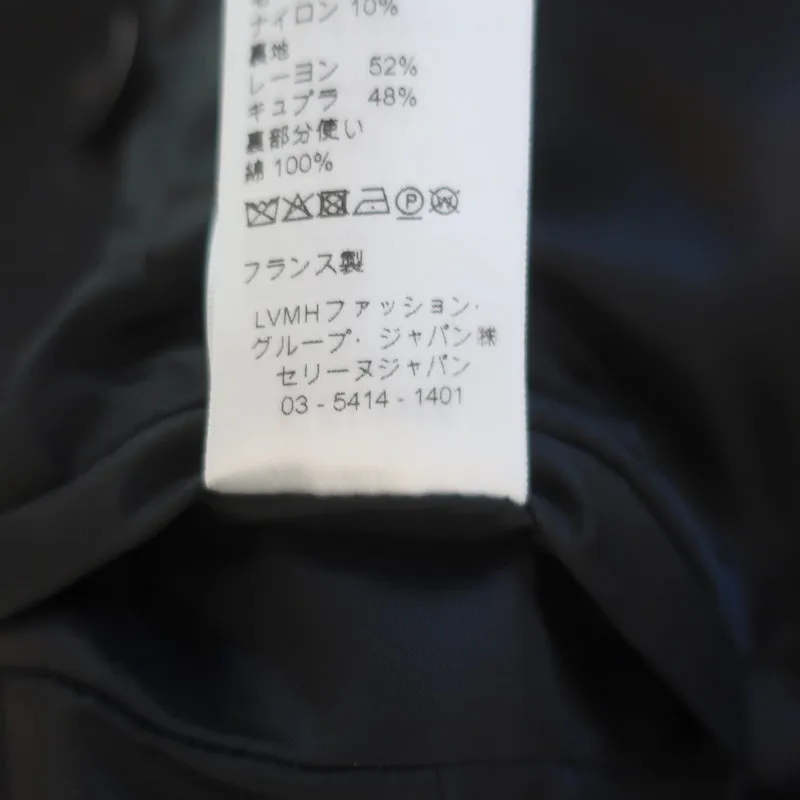 ナイロン 10%
裏地
レーヨン 52%
キュプラ 48%
裏部分使い
綿 100%
P W
フランス製
LVMHファッション・
グループ・ジャパン㈱
セリーヌジャパン
03 - 5414 - 1401